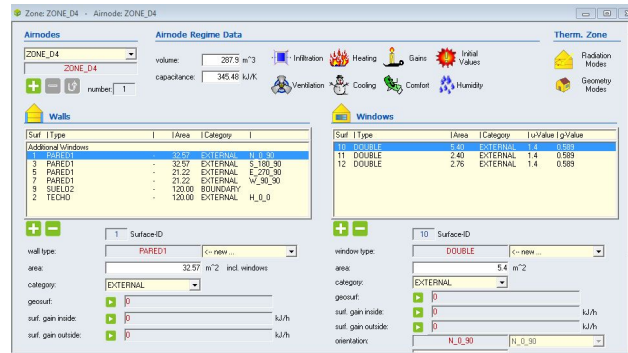 Zone: ZONE_D4 - Airnode: ZONE_D4
Airnodes
Airnode Regime Data
Therm. Zone
ZONE_D4
ZONE_D4
number: 1
volume: 287.9 m^3
capacitance: 345.48 kJ/K
Infiltration
Heating
Gains
Initial Values
Ventilation
Cooling
Comfort
Humidity
Radiation Modes
Geometry Modes
Walls
Surf | Type | | Area | Category |
Additional Windows
1 PARED1 - 32.57 EXTERNAL N_0_90
3 PARED1 - 32.57 EXTERNAL S_180_90
5 PARED1 - 21.22 EXTERNAL E_270_90
7 PARED1 - 21.22 EXTERNAL W_90_90
9 SUELO2 - 120.00 BOUNDARY
2 TECHO - 120.00 EXTERNAL H_0_0
1 Surface-ID
wall type: PARED1 <-- new ...
area: 32.57 m^2 incl. windows
category: EXTERNAL
geosurf: 0
surf. gain inside: 0 kJ/h
surf. gain outside: 0 kJ/h
Windows
Surf | Type | Area | Category | u-Value | g-Value
10 DOUBLE 5.40 EXTERNAL 1.4 0.589
11 DOUBLE 2.40 EXTERNAL 1.4 0.589
12 DOUBLE 2.76 EXTERNAL 1.4 0.589
10 Surface-ID
window type: DOUBLE <-- new ...
area: 5.4 m^2
category: EXTERNAL
geosurf: 0
surf. gain inside: 0 kJ/h
surf. gain outside: 0 kJ/h
orientation: N_0_90 N_0_90